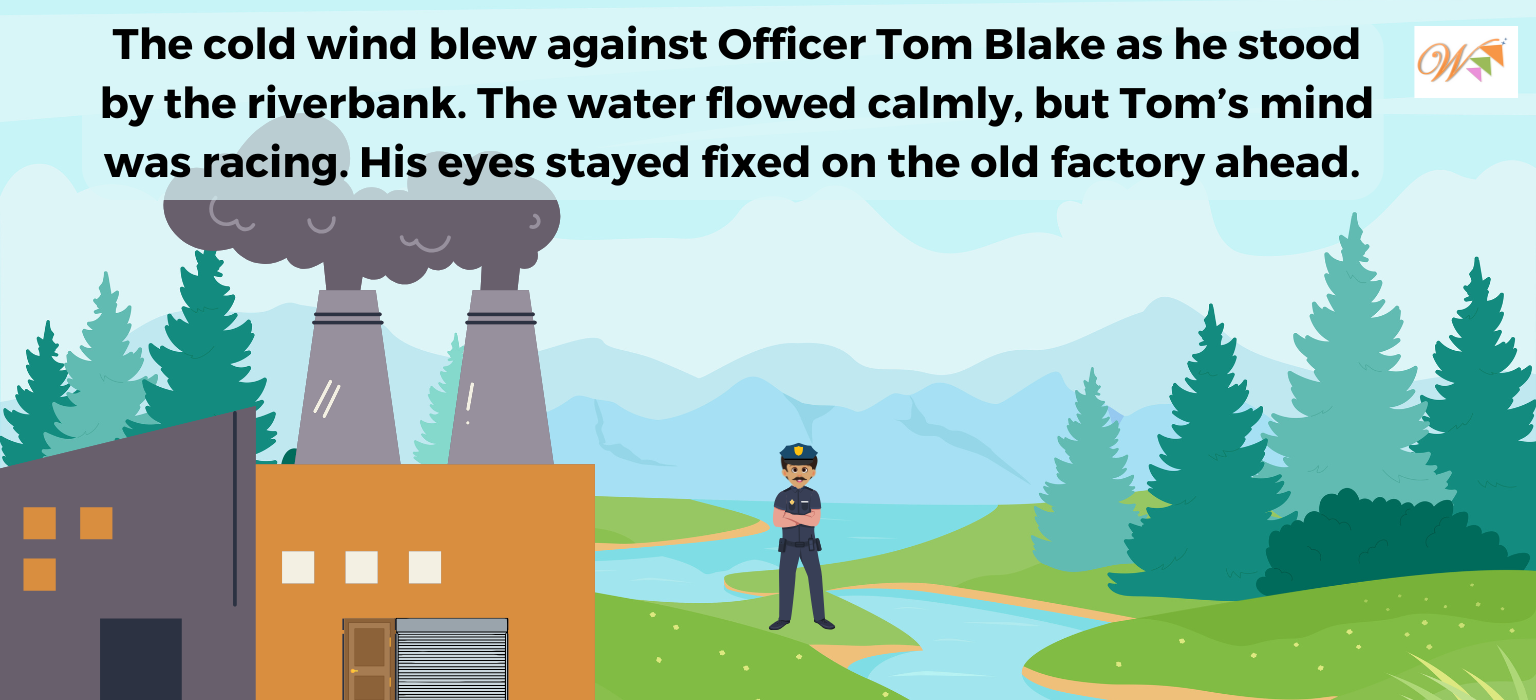 The cold wind blew against Officer Tom Blake as he stood
by the riverbank. The water flowed calmly, but Tom’s mind
was racing. His eyes stayed fixed on the old factory ahead.
W